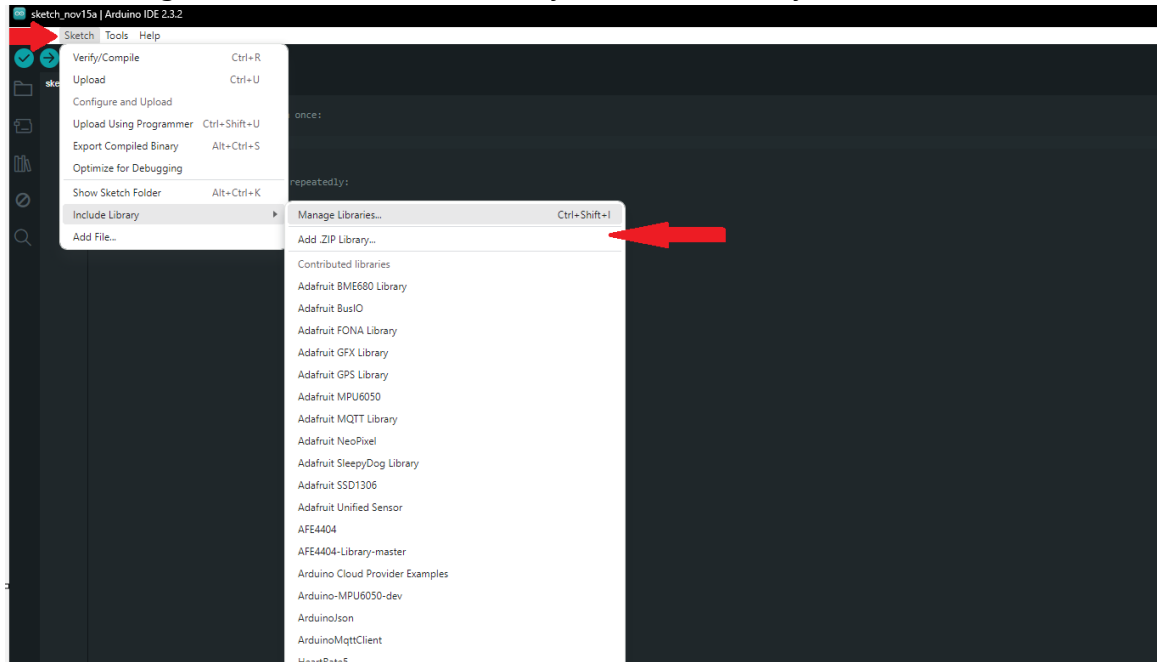 sketch_nov15a | Arduino IDE 2.3.2
Sketch Tools Help
Verify/Compile Ctrl+R
Upload Ctrl+U
Configure and Upload
Upload Using Programmer Ctrl+Shift+U
Export Compiled Binary Alt+Ctrl+S
Optimize for Debugging
Show Sketch Folder Alt+Ctrl+K
Include Library
Add File...
ske
once:
repeatedly:
Manage Libraries... Ctrl+Shift+I
Add .ZIP Library...
Contributed libraries
Adafruit BME680 Library
Adafruit BusIO
Adafruit FONA Library
Adafruit GFX Library
Adafruit GPS Library
Adafruit MPU6050
Adafruit MQTT Library
Adafruit NeoPixel
Adafruit SleepyDog Library
Adafruit SSD1306
Adafruit Unified Sensor
AFE4404
AFE4404-Library-master
Arduino Cloud Provider Examples
Arduino-MPU6050-dev
ArduinoJson
ArduinoMqttClient